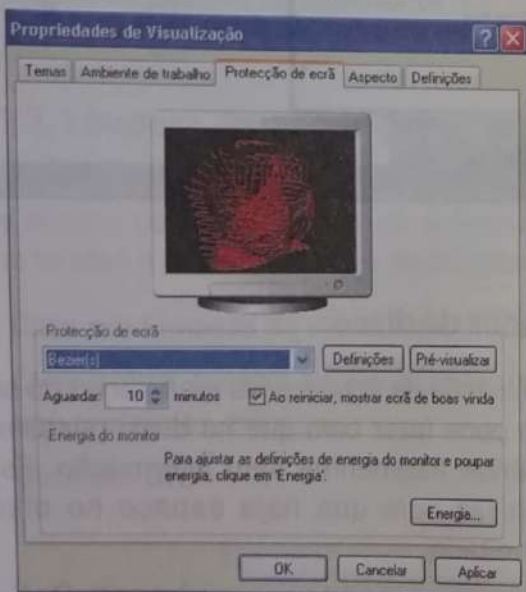 Propriedades de Visualização
Temas Ambiente de trabalho Protecção de ecrã Aspecto Definições
Protecção de ecrã
Bezier(s) Definições Pré-visualizar
Aguardar: 10 minutos Ao reiniciar, mostrar ecrã de boas vinda
Energia do monitor
Para ajustar as definições de energia do monitor e poupar
energia, clique em 'Energia'.
Energia...
OK Cancelar Aplicar